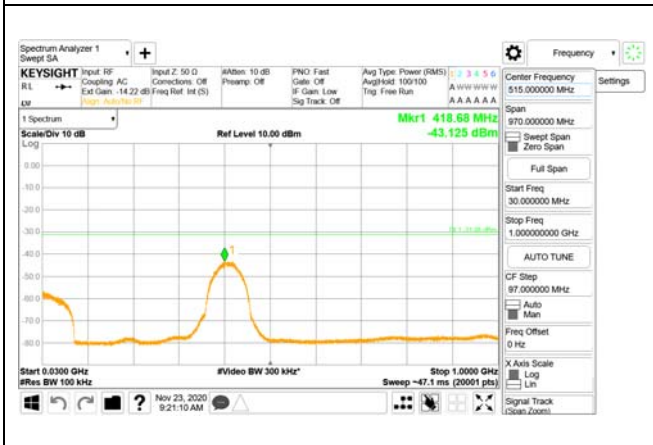 Spectrum Analyzer 1
Swept SA
Frequency
KEYSIGHT
RL
Input: RF
Coupling: AC
Ext Gain: -14.22 dB
Align: Auto/No RF
Input Z: 50 Ω
Corrections: Off
Freq Ref: Int (S)
#Atten: 10 dB
Preamp: Off
PNO: Fast
Gate: Off
IF Gain: Low
Sig Track: Off
Avg Type: Power (RMS)
Avg|Hold: 100/100
Trig: Free Run
1 2 3 4 5 6
A W W W W W
A A A A A A
1 Spectrum
Scale/Div 10 dB
Log
Ref Level 10.00 dBm
Mkr1 418.68 MHz
-43.125 dBm
0.00
-10.0
-20.0
-30.0
-40.0
-50.0
-60.0
-70.0
-80.0
1
Start 0.0300 GHz
#Res BW 100 kHz
#Video BW 300 kHz*
Stop 1.0000 GHz
Sweep ~47.1 ms (20001 pts)
Nov 23, 2020
9:21:10 AM
Center Frequency
515.000000 MHz
Settings
Span
970.000000 MHz
Swept Span
Zero Span
Full Span
Start Freq
30.000000 MHz
Stop Freq
1.000000000 GHz
AUTO TUNE
CF Step
97.000000 MHz
Auto
Man
Freq Offset
0 Hz
X Axis Scale
Log
Lin
Signal Track
(Span Zoom)